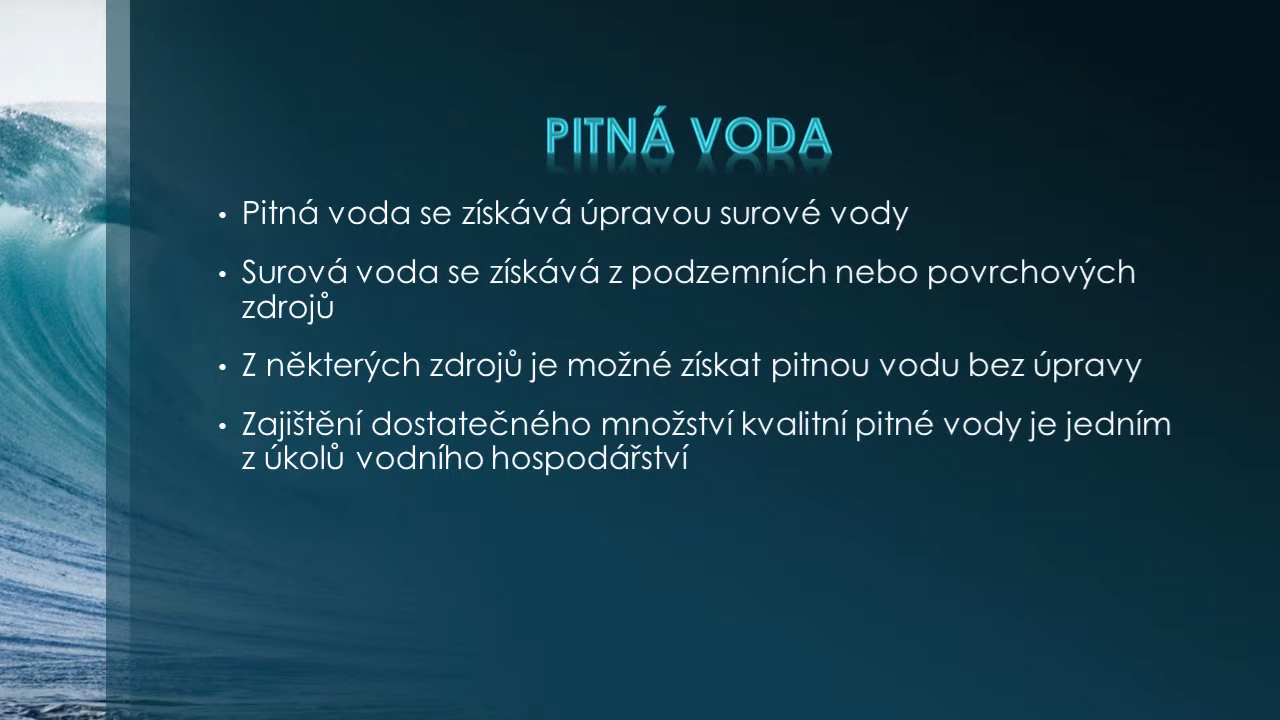 PITNÁ VODA
• Pitná voda se získává úpravou surové vody
• Surová voda se získává z podzemních nebo povrchových
zdrojů
• Z některých zdrojů je možné získat pitnou vodu bez úpravy
• Zajištění dostatečného množství kvalitní pitné vody je jedním
z úkolů vodního hospodářství